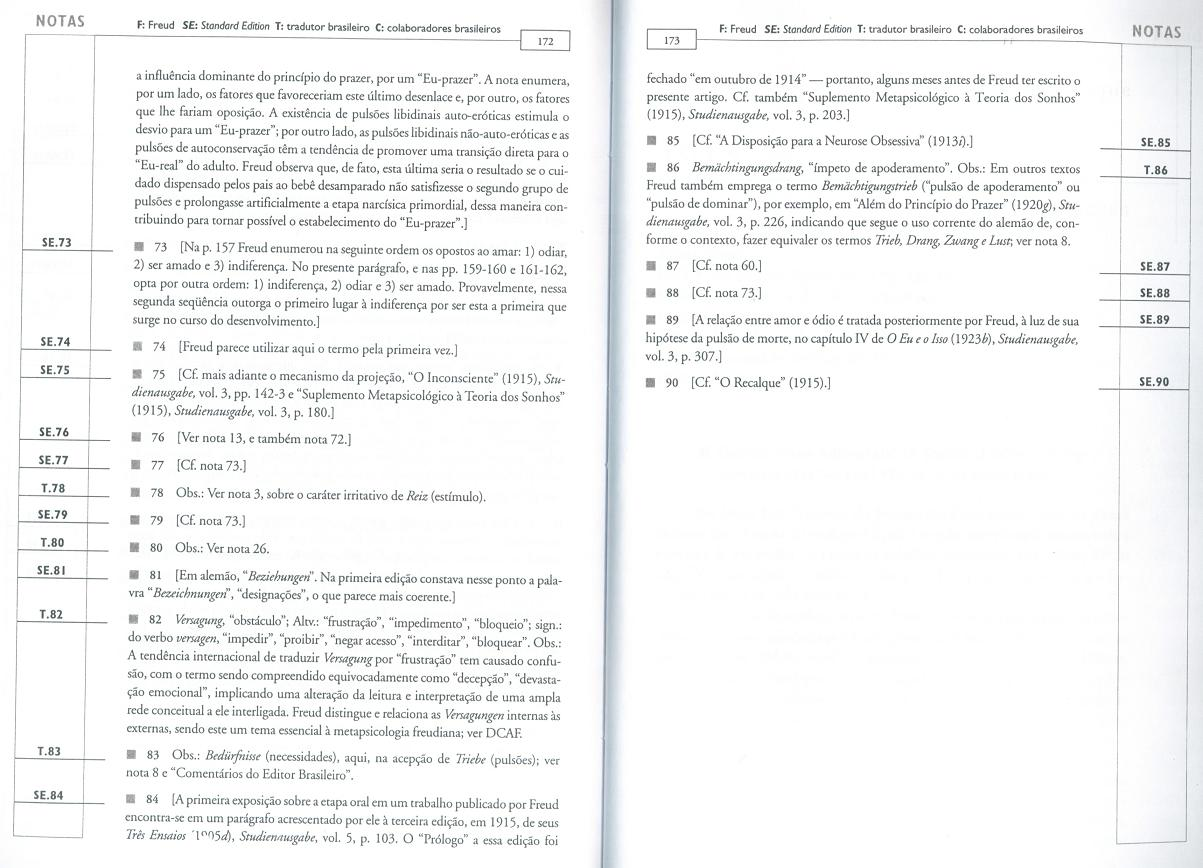 NOTAS
F: Freud SE: Standard Edition T: tradutor brasileiro C: colaboradores brasileiros
172
a influência dominante do princípio do prazer, por um “Eu-prazer”. A nota enumera,
por um lado, os fatores que favoreceriam este último desenlace e, por outro, os fatores
que lhe fariam oposição. A existência de pulsões libidinais auto-eróticas estimula o
desvio para um “Eu-prazer”; por outro lado, as pulsões libidinais não-auto-eróticas e as
pulsões de autoconservação têm a tendência de promover uma transição direta para o
“Eu-real” do adulto. Freud observa que, de fato, esta última seria o resultado se o cui-
dado dispensado pelos pais ao bebê desamparado não satisfizesse o segundo grupo de
pulsões e prolongasse artificialmente a etapa narcísica primordial, dessa maneira con-
tribuindo para tornar possível o estabelecimento do “Eu-prazer”.]
SE.73
73 [Na p. 157 Freud enumerou na seguinte ordem os opostos ao amar: 1) odiar,
2) ser amado e 3) indiferença. No presente parágrafo, e nas pp. 159-160 e 161-162,
opta por outra ordem: 1) indiferença, 2) odiar e 3) ser amado. Provavelmente, nessa
segunda seqüência outorga o primeiro lugar à indiferença por ser esta a primeira que
surge no curso do desenvolvimento.]
SE.74
74 [Freud parece utilizar aqui o termo pela primeira vez.]
SE.75
75 [Cf. mais adiante o mecanismo da projeção, “O Inconsciente” (1915), Stu-
dienausgabe, vol. 3, pp. 142-3 e “Suplemento Metapsicológico à Teoria dos Sonhos”
(1915), Studienausgabe, vol. 3, p. 180.]
SE.76
76 [Ver nota 13, e também nota 72.]
SE.77
77 [Cf. nota 73.]
T.78
78 Obs.: Ver nota 3, sobre o caráter irritativo de Reiz (estímulo).
SE.79
79 [Cf. nota 73.]
T.80
80 Obs.: Ver nota 26.
SE.81
81 [Em alemão, “Beziehungen”. Na primeira edição constava nesse ponto a pala-
vra “Bezeichnungen”, “designações”, o que parece mais coerente.]
T.82
82 Versagung, “obstáculo”; Altv.: “frustração”, “impedimento”, “bloqueio”; sign.:
do verbo versagen, “impedir”, “proibir”, “negar acesso”, “interditar”, “bloquear”. Obs.:
A tendência internacional de traduzir Versagung por “frustração” tem causado confu-
são, com o termo sendo compreendido equivocadamente como “decepção”, “devasta-
ção emocional”, implicando uma alteração da leitura e interpretação de uma ampla
rede conceitual a ele interligada. Freud distingue e relaciona as Versagungen internas às
externas, sendo este um tema essencial à metapsicologia freudiana; ver DCAF.
T.83
83 Obs.: Bedürfnisse (necessidades), aqui, na acepção de Triebe (pulsões); ver
nota 8 e “Comentários do Editor Brasileiro”.
SE.84
84 [A primeira exposição sobre a etapa oral em um trabalho publicado por Freud
encontra-se em um parágrafo acrescentado por ele à terceira edição, em 1915, de seus
Três Ensaios Studienausgabe, vol. 5, p. 103. O “Prólogo” a essa edição foi
173
F: Freud SE: Standard Edition T: tradutor brasileiro C: colaboradores brasileiros
NOTAS
fechado “em outubro de 1914” — portanto, alguns meses antes de Freud ter escrito o
presente artigo. Cf. também “Suplemento Metapsicológico à Teoria dos Sonhos”
(1915), Studienausgabe, vol. 3, p. 203.]
85 [Cf. “A Disposição para a Neurose Obsessiva” (1913i).]
SE.85
86 Bemächtingungsdrang, “ímpeto de apoderamento”. Obs.: Em outros textos
T.86
Freud também emprega o termo Bemächtigungstrieb (“pulsão de apoderamento” ou
“pulsão de dominar”), por exemplo, em “Além do Princípio do Prazer” (1920g), Stu-
dienausgabe, vol. 3, p. 226, indicando que segue o uso corrente do alemão de, con-
forme o contexto, fazer equivaler os termos Trieb, Drang, Zwang e Lust; ver nota 8.
87 [Cf. nota 60.]
SE.87
88 [Cf. nota 73.]
SE.88
89 [A relação entre amor e ódio é tratada posteriormente por Freud, à luz de sua
SE.89
hipótese da pulsão de morte, no capítulo IV de O Eu e o Isso (1923b), Studienausgabe,
vol. 3, p. 307.]
90 [Cf. “O Recalque” (1915).]
SE.90